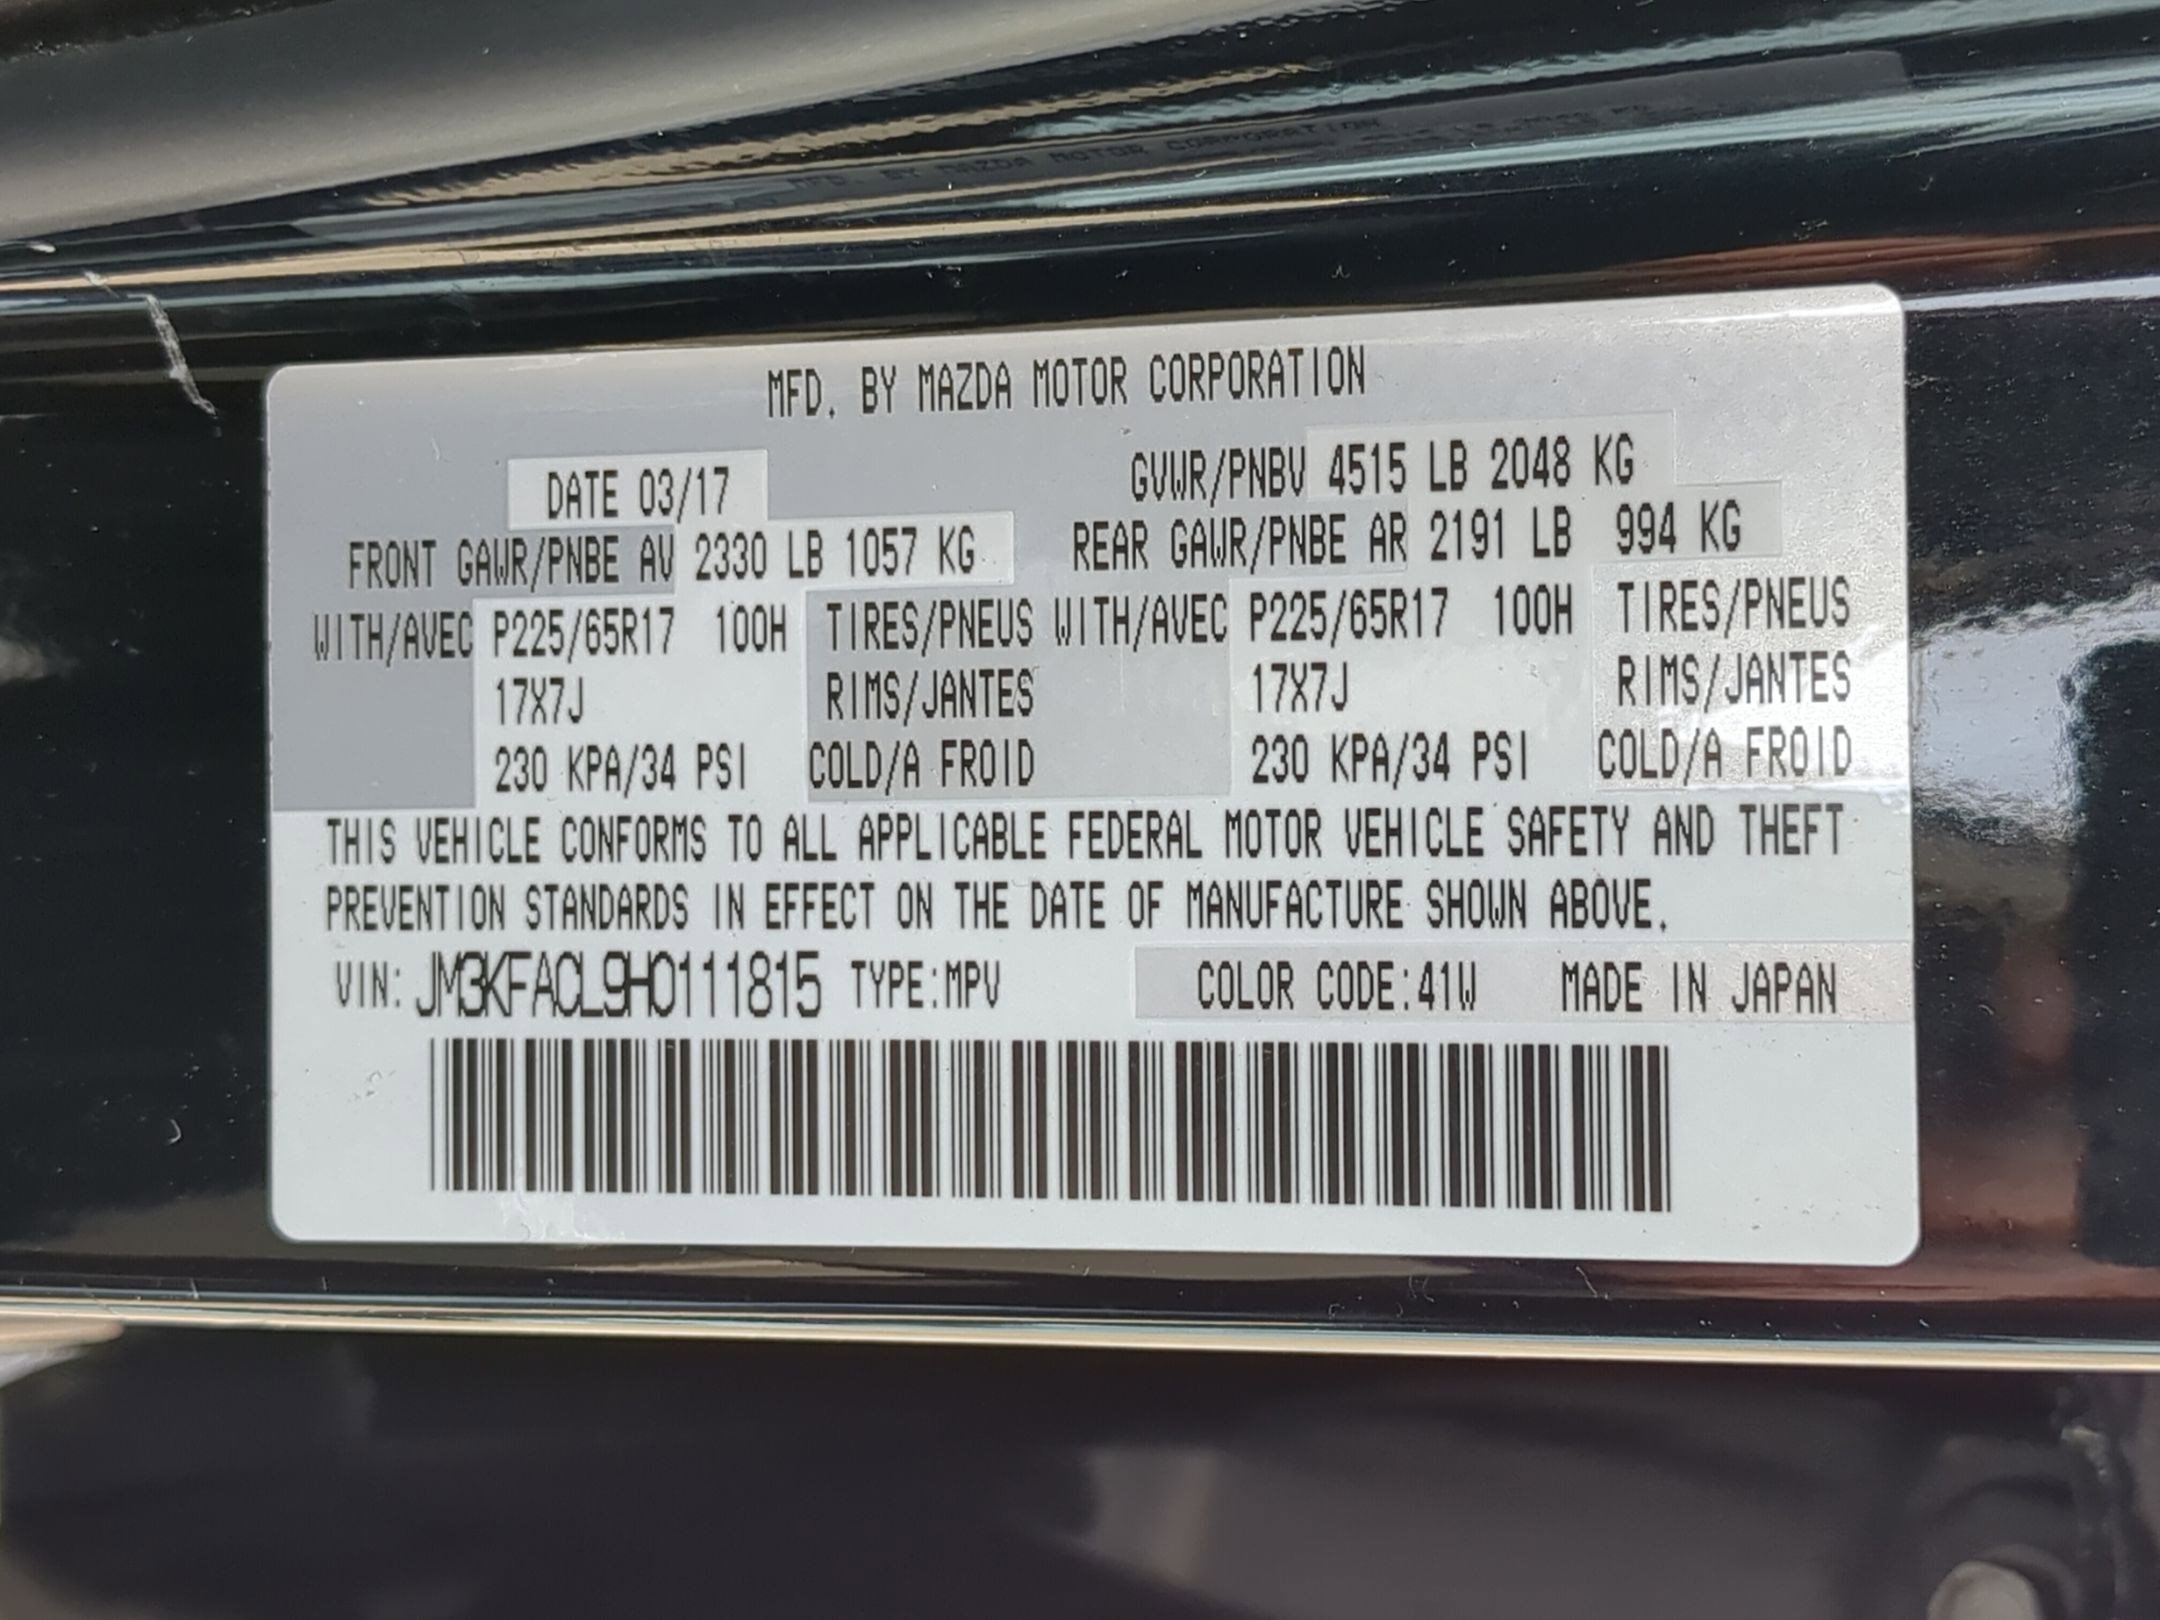 MFD. BY MAZDA MOTOR CORPORATION
DATE 03/17 GVWR/PNBV 4515 LB 2048 KG
FRONT GAWR/PNBE AV 2330 LB 1057 KG REAR GAWR/PNBE AR 2191 LB 994 KG
WITH/AVEC P225/65R17 100H TIRES/PNEUS WITH/AVEC P225/65R17 100H TIRES/PNEUS
17X7J RIMS/JANTES 17X7J RIMS/JANTES
230 KPA/34 PSI COLD/A FROID 230 KPA/34 PSI COLD/A FROID
THIS VEHICLE CONFORMS TO ALL APPLICABLE FEDERAL MOTOR VEHICLE SAFETY AND THEFT
PREVENTION STANDARDS IN EFFECT ON THE DATE OF MANUFACTURE SHOWN ABOVE.
VIN: JM3KFACL9H0111815 TYPE:MPV COLOR CODE:41W MADE IN JAPAN